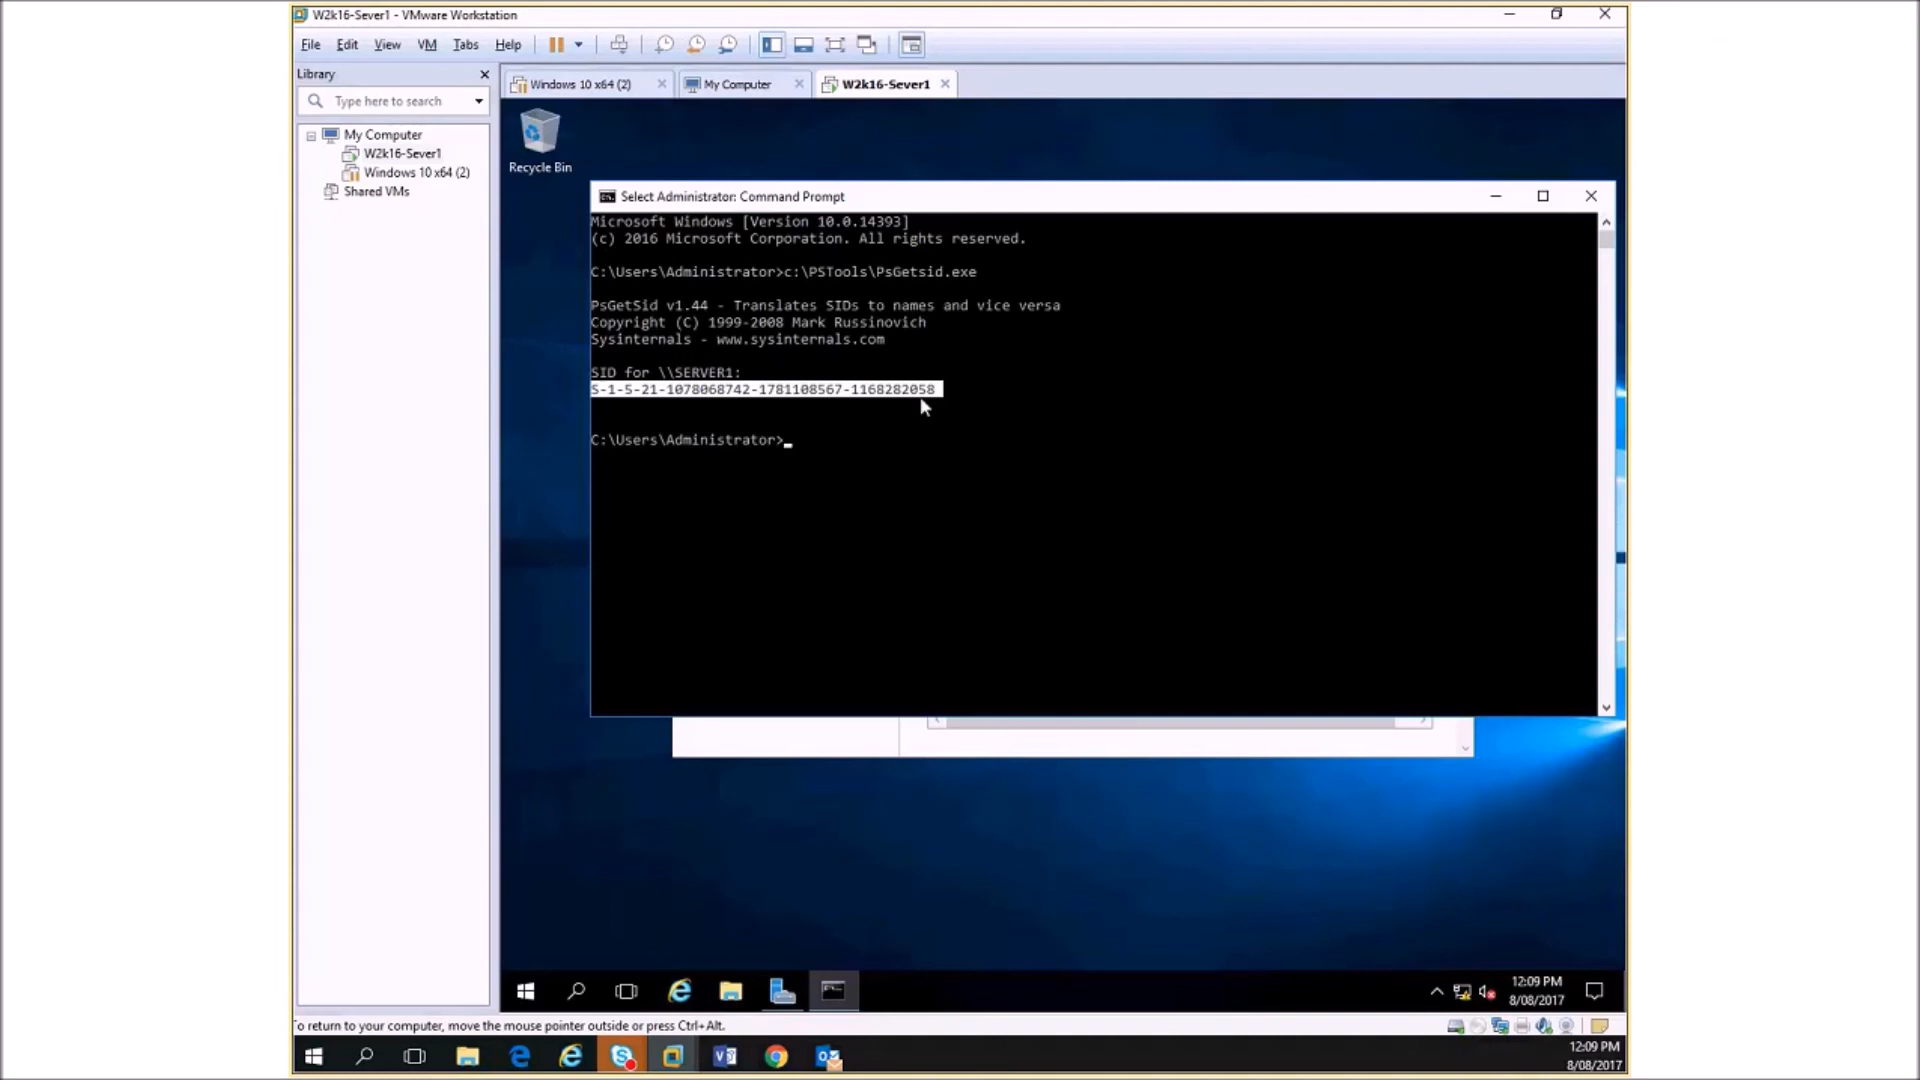 W2k16-Sever1 - VMware Workstation
File Edit View VM Tabs Help
Library
Type here to search
My Computer
W2k16-Sever1
Windows 10 x64 (2)
Shared VMs
Windows 10 x64 (2)
My Computer
W2k16-Sever1
Recycle Bin
Select Administrator: Command Prompt
Microsoft Windows [Version 10.0.14393]
(c) 2016 Microsoft Corporation. All rights reserved.
C:\Users\Administrator>c:\PSTools\PsGetsid.exe
PsGetSid v1.44 - Translates SIDs to names and vice versa
Copyright (C) 1999-2008 Mark Russinovich
Sysinternals - www.sysinternals.com
SID for \\SERVER1:
S-1-5-21-1078068742-1781108567-1168282058
C:\Users\Administrator>
12:09 PM
8/08/2017
To return to your computer, move the mouse pointer outside or press Ctrl+Alt.
12:09 PM
8/08/2017